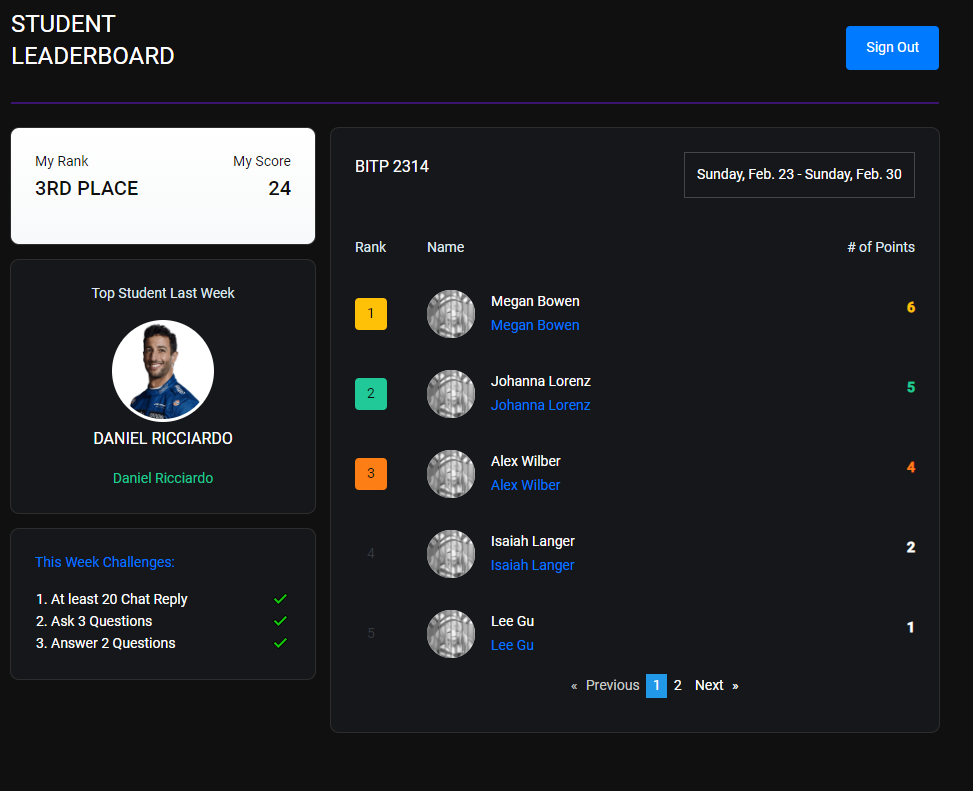 STUDENT
LEADERBOARD
Sign Out
My Rank
My Score
3RD PLACE
24
Top Student Last Week
DANIEL RICCIARDO
Daniel Ricciardo
This Week Challenges:
1. At least 20 Chat Reply
2. Ask 3 Questions
3. Answer 2 Questions
BITP 2314
Sunday, Feb. 23 - Sunday, Feb. 30
Rank Name # of Points
1 Megan Bowen 6
Megan Bowen
2 Johanna Lorenz 5
Johanna Lorenz
3 Alex Wilber 4
Alex Wilber
4 Isaiah Langer 2
Isaiah Langer
5 Lee Gu 1
Lee Gu
« Previous 1 2 Next »